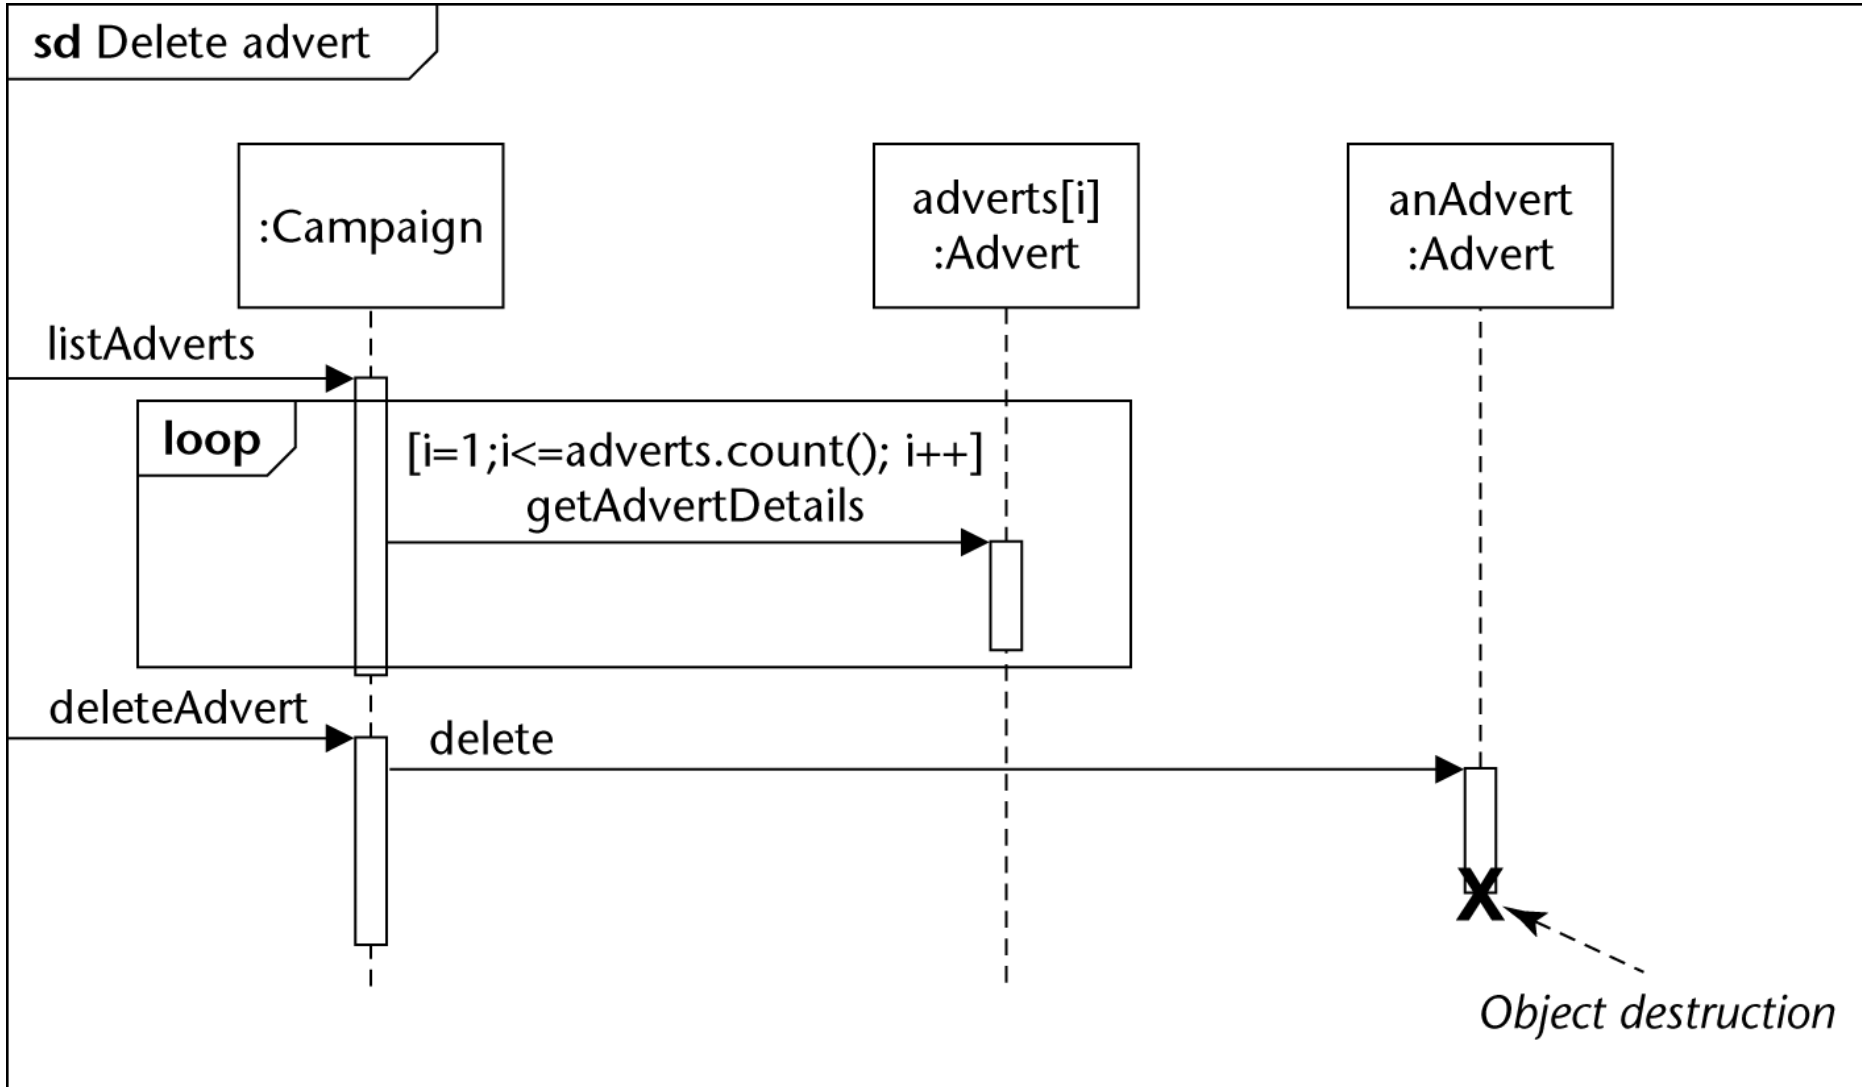 sd Delete advert
:Campaign
adverts[i]
:Advert
anAdvert
:Advert
listAdverts
loop
[i=1;i<=adverts.count(); i++]
getAdvertDetails
deleteAdvert
delete
X
Object destruction